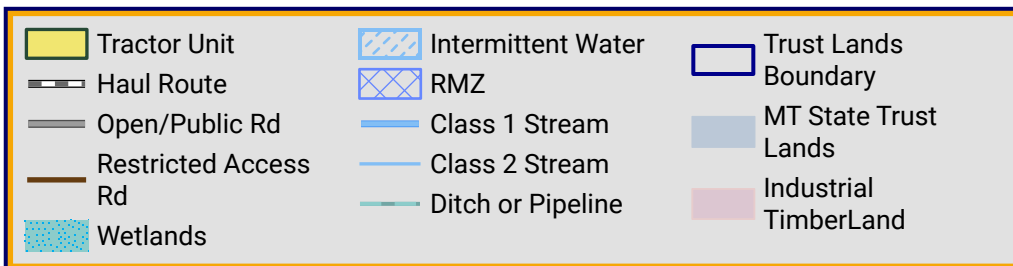 Tractor Unit
Haul Route
Open/Public Rd
Restricted Access
Rd
Wetlands
Intermittent Water
RMZ
Class 1 Stream
Class 2 Stream
Ditch or Pipeline
Trust Lands
Boundary
MT State Trust
Lands
Industrial
TimberLand